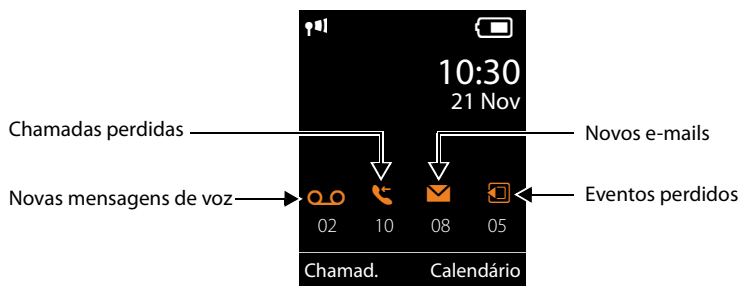 10:30
21 Nov
Chamadas perdidas
Novos e-mails
Novas mensagens de voz
Eventos perdidos
02 10 08 05
Chamad. Calendário